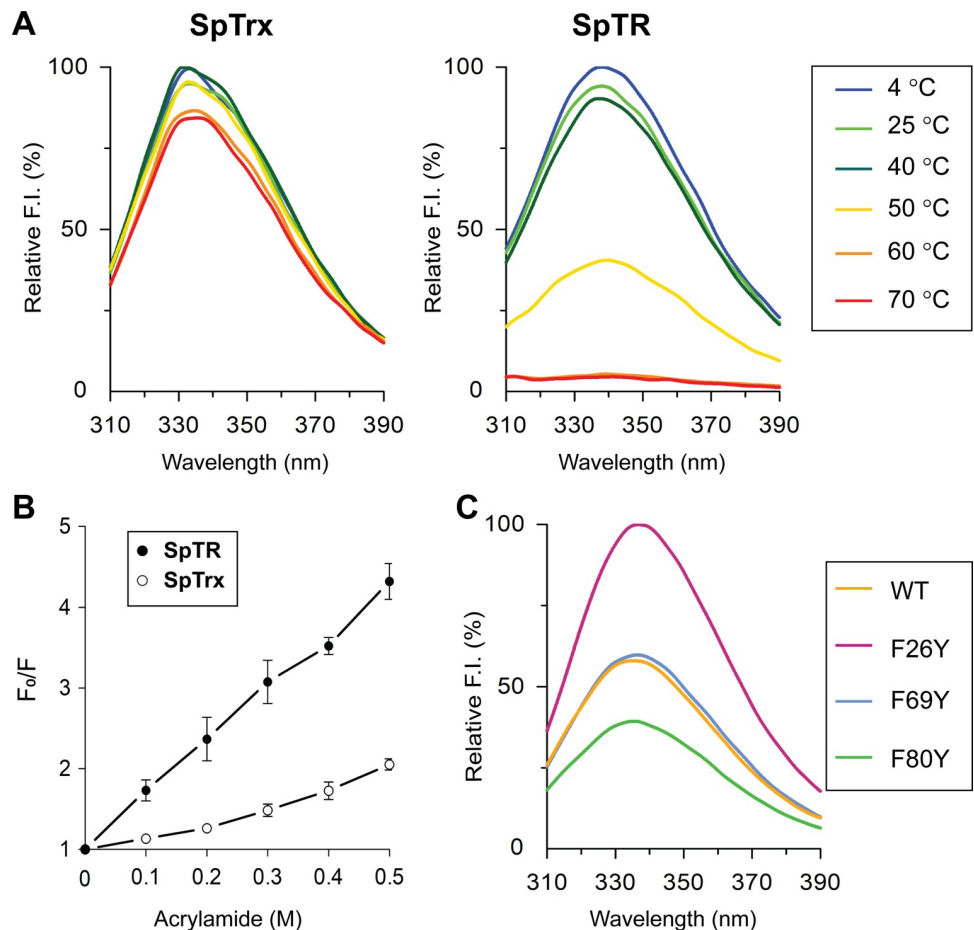 A
SpTrx
SpTR
100
50
0
Relative F.I. (%)
310 330 350 370 390
Wavelength (nm)
100
50
0
Relative F.I. (%)
310 330 350 370 390
Wavelength (nm)
4 °C
25 °C
40 °C
50 °C
60 °C
70 °C
B
5
4
3
2
1
F₀/F
SpTR
SpTrx
0 0.1 0.2 0.3 0.4 0.5
Acrylamide (M)
C
100
50
0
Relative F.I. (%)
310 330 350 370 390
Wavelength (nm)
WT
F26Y
F69Y
F80Y